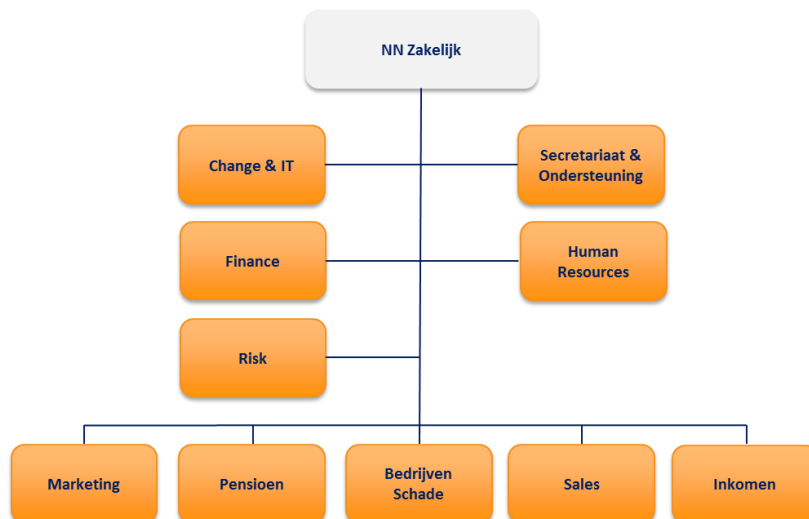 NN Zakelijk
Change & IT
Secretariaat &
Ondersteuning
Finance
Human
Resources
Risk
Marketing
Pensioen
Bedrijven
Schade
Sales
Inkomen